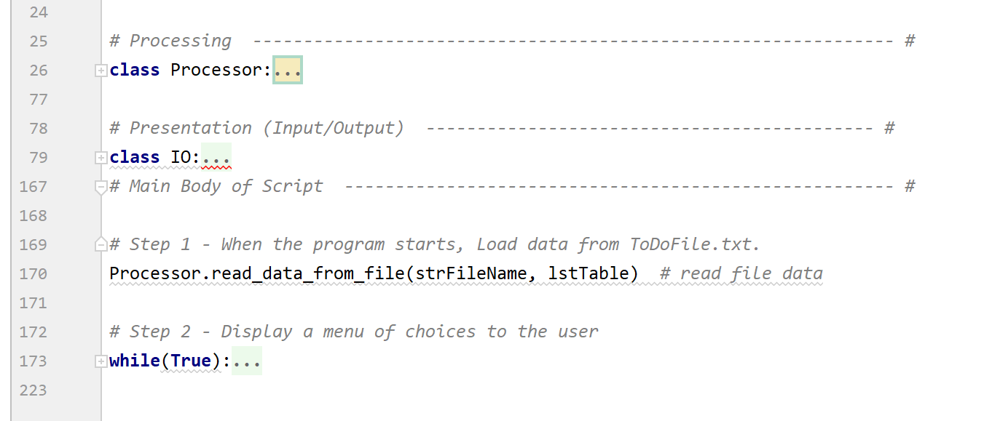 24
25 # Processing  --------------------------------------------------------------- #
26 class Processor:...
77
78 # Presentation (Input/Output)  -------------------------------------------- #
79 class IO:...
167 # Main Body of Script  ------------------------------------------------------ #
168
169 # Step 1 - When the program starts, Load data from ToDoFile.txt.
170 Processor.read_data_from_file(strFileName, lstTable)  # read file data
171
172 # Step 2 - Display a menu of choices to the user
173 while(True):...
223